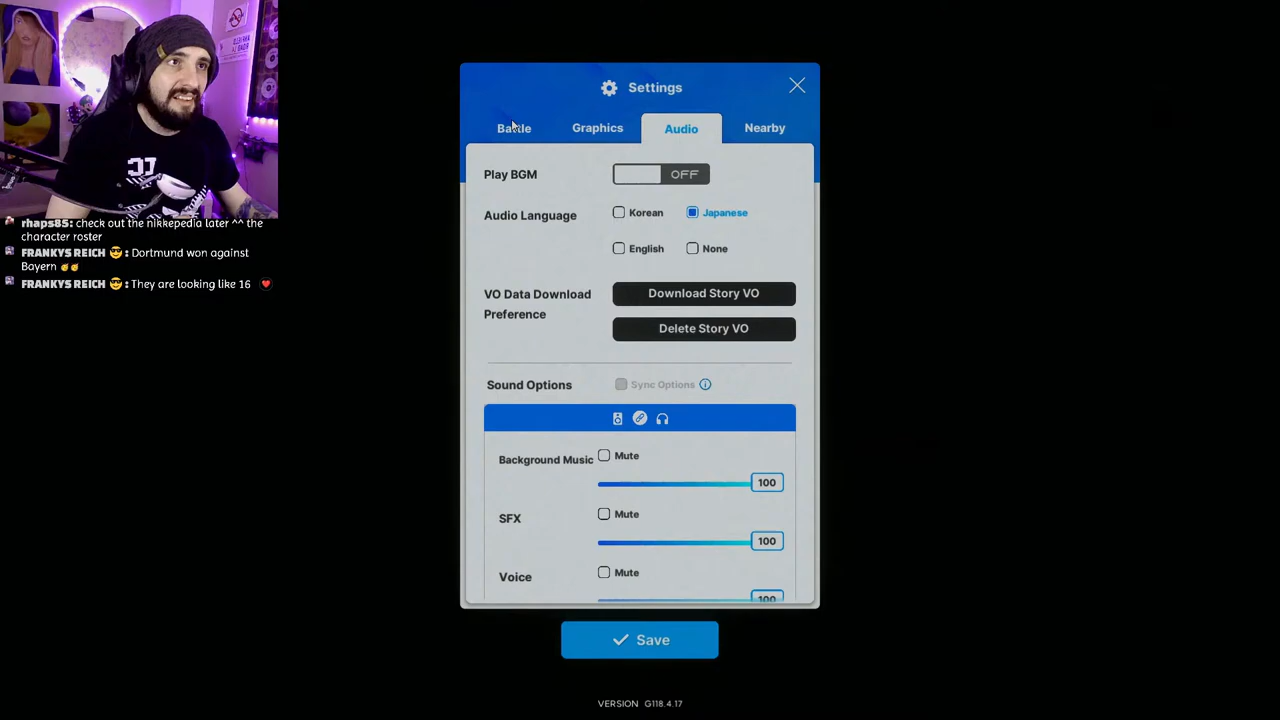 rhaps8S: check out the nikkepedia later ^^ the
character roster
FRANKYS REICH 😎 : Dortmund won against
Bayern ✌✌
FRANKYS REICH 😎 : They are looking like 16 ♥
Settings
Battle
Graphics
Audio
Nearby
Play BGM
OFF
Audio Language
Korean
Japanese
English
None
VO Data Download
Preference
Download Story VO
Delete Story VO
Sound Options
Sync Options
Background Music
Mute
100
SFX
Mute
100
Voice
Mute
100
Save
VERSION G118.4.17